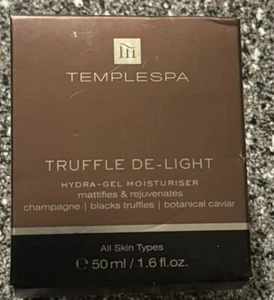 TEMPLESPA
TRUFFLE DE-LIGHT
HYDRA-GEL MOISTURISER
mattifies & rejuvenates
champagne | blacks truffles | botanical caviar
All Skin Types
℮ 50 ml / 1.6 fl.oz.